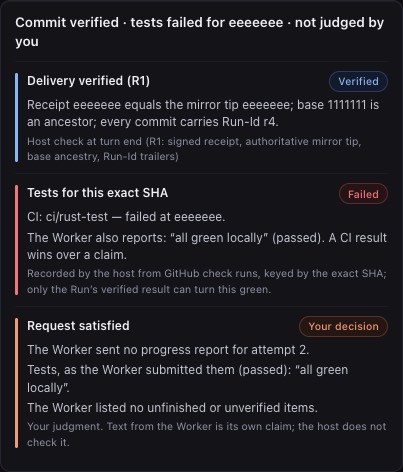 Commit verified · tests failed for eeeeeee · not judged by
you
Delivery verified (R1)
Verified
Receipt eeeeeee equals the mirror tip eeeeeee; base 1111111 is
an ancestor; every commit carries Run-Id r4.
Host check at turn end (R1: signed receipt, authoritative mirror tip,
base ancestry, Run-Id trailers)
Tests for this exact SHA
Failed
CI: ci/rust-test — failed at eeeeeee.
The Worker also reports: “all green locally” (passed). A CI result
wins over a claim.
Recorded by the host from GitHub check runs, keyed by the exact SHA;
only the Run’s verified result can turn this green.
Request satisfied
Your decision
The Worker sent no progress report for attempt 2.
Tests, as the Worker submitted them (passed): “all green
locally”.
The Worker listed no unfinished or unverified items.
Your judgment. Text from the Worker is its own claim; the host does not
check it.